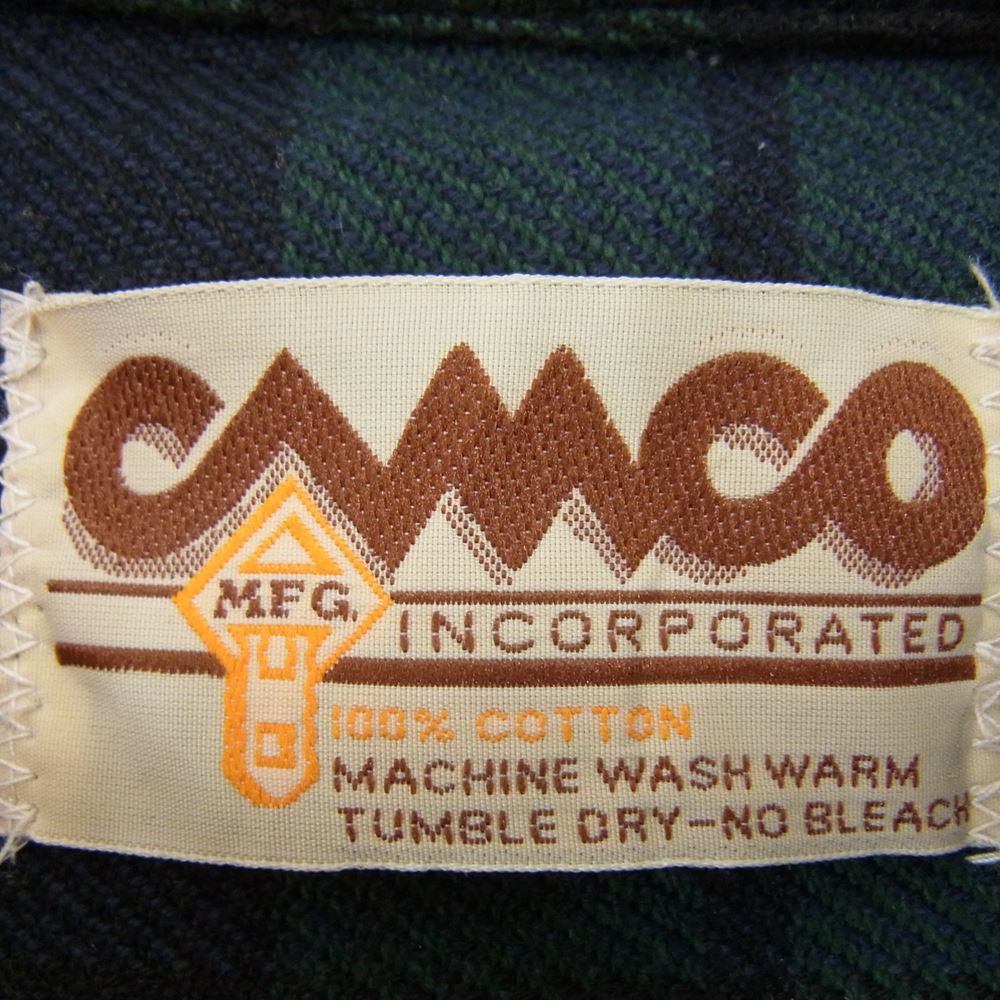 CAMCO
MFG.
INCORPORATED
100% COTTON
MACHINE WASH WARM
TUMBLE DRY-NO BLEACH